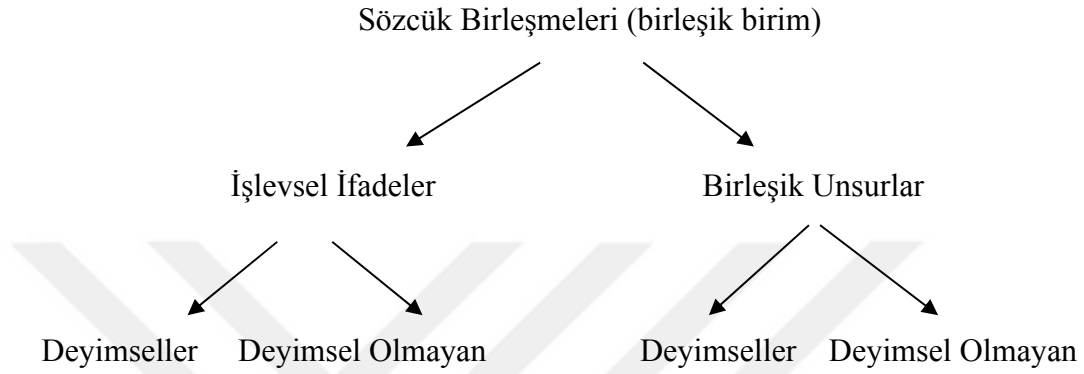 Sözcük Birleşmeleri (birleşik birim)
İşlevsel İfadeler Birleşik Unsurlar
Deyimseller Deyimsel Olmayan Deyimseller Deyimsel Olmayan